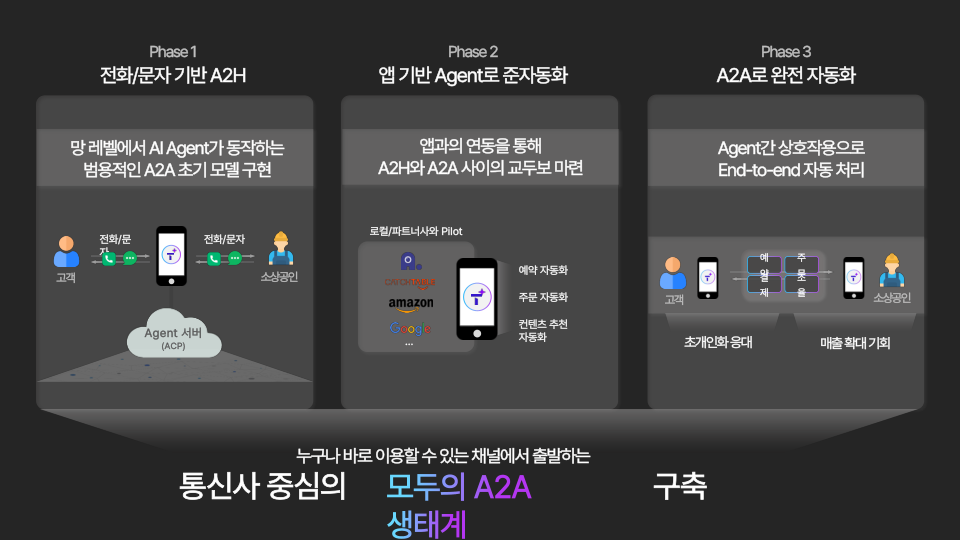 Phase 1
전화/문자 기반 A2H
망 레벨에서 AI Agent가 동작하는
범용적인 A2A 초기 모델 구현
전화/문
자
전화/문자
고객
소상공인
Agent 서버
(ACP)
Phase 2
앱 기반 Agent로 준자동화
앱과의 연동을 통해
A2H와 A2A 사이의 교두보 마련
로컬/파트너사와 Pilot
amazon
Google
...
예약 자동화
주문 자동화
컨텐츠 추천
자동화
Phase 3
A2A로 완전 자동화
Agent간 상호작용으로
End-to-end 자동 처리
예
주
문
제
율
고객
소상공인
초개인화 응대
매출 확대 기회
누구나 바로 이용할 수 있는 채널에서 출발하는
통신사 중심의 모두의 A2A 구축
생태계